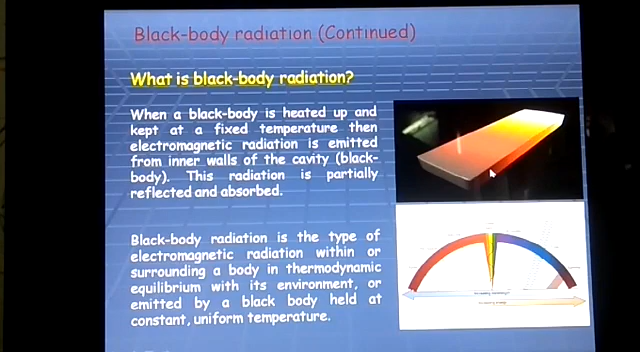 Black-body radiation (Continued)
What is black-body radiation?
When a black-body is heated up and
kept at a fixed temperature then
electromagnetic radiation is emitted
from inner walls of the cavity (black-
body). This radiation is partially
reflected and absorbed.
Black-body radiation is the type of
electromagnetic radiation within or
surrounding a body in thermodynamic
equilibrium with its environment, or
emitted by a black body held at
constant, uniform temperature.